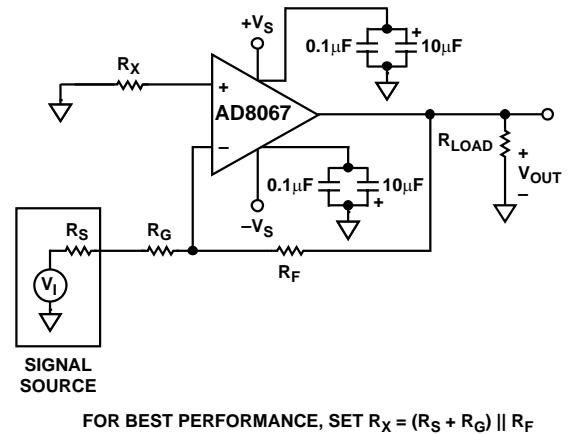 +VS
0.1μF
10μF
+
RX
+
AD8067
−
RLOAD
+
VOUT
−
0.1μF
10μF
+
−VS
RS
RG
RF
VI
SIGNAL
SOURCE
FOR BEST PERFORMANCE, SET RX = (RS + RG) || RF